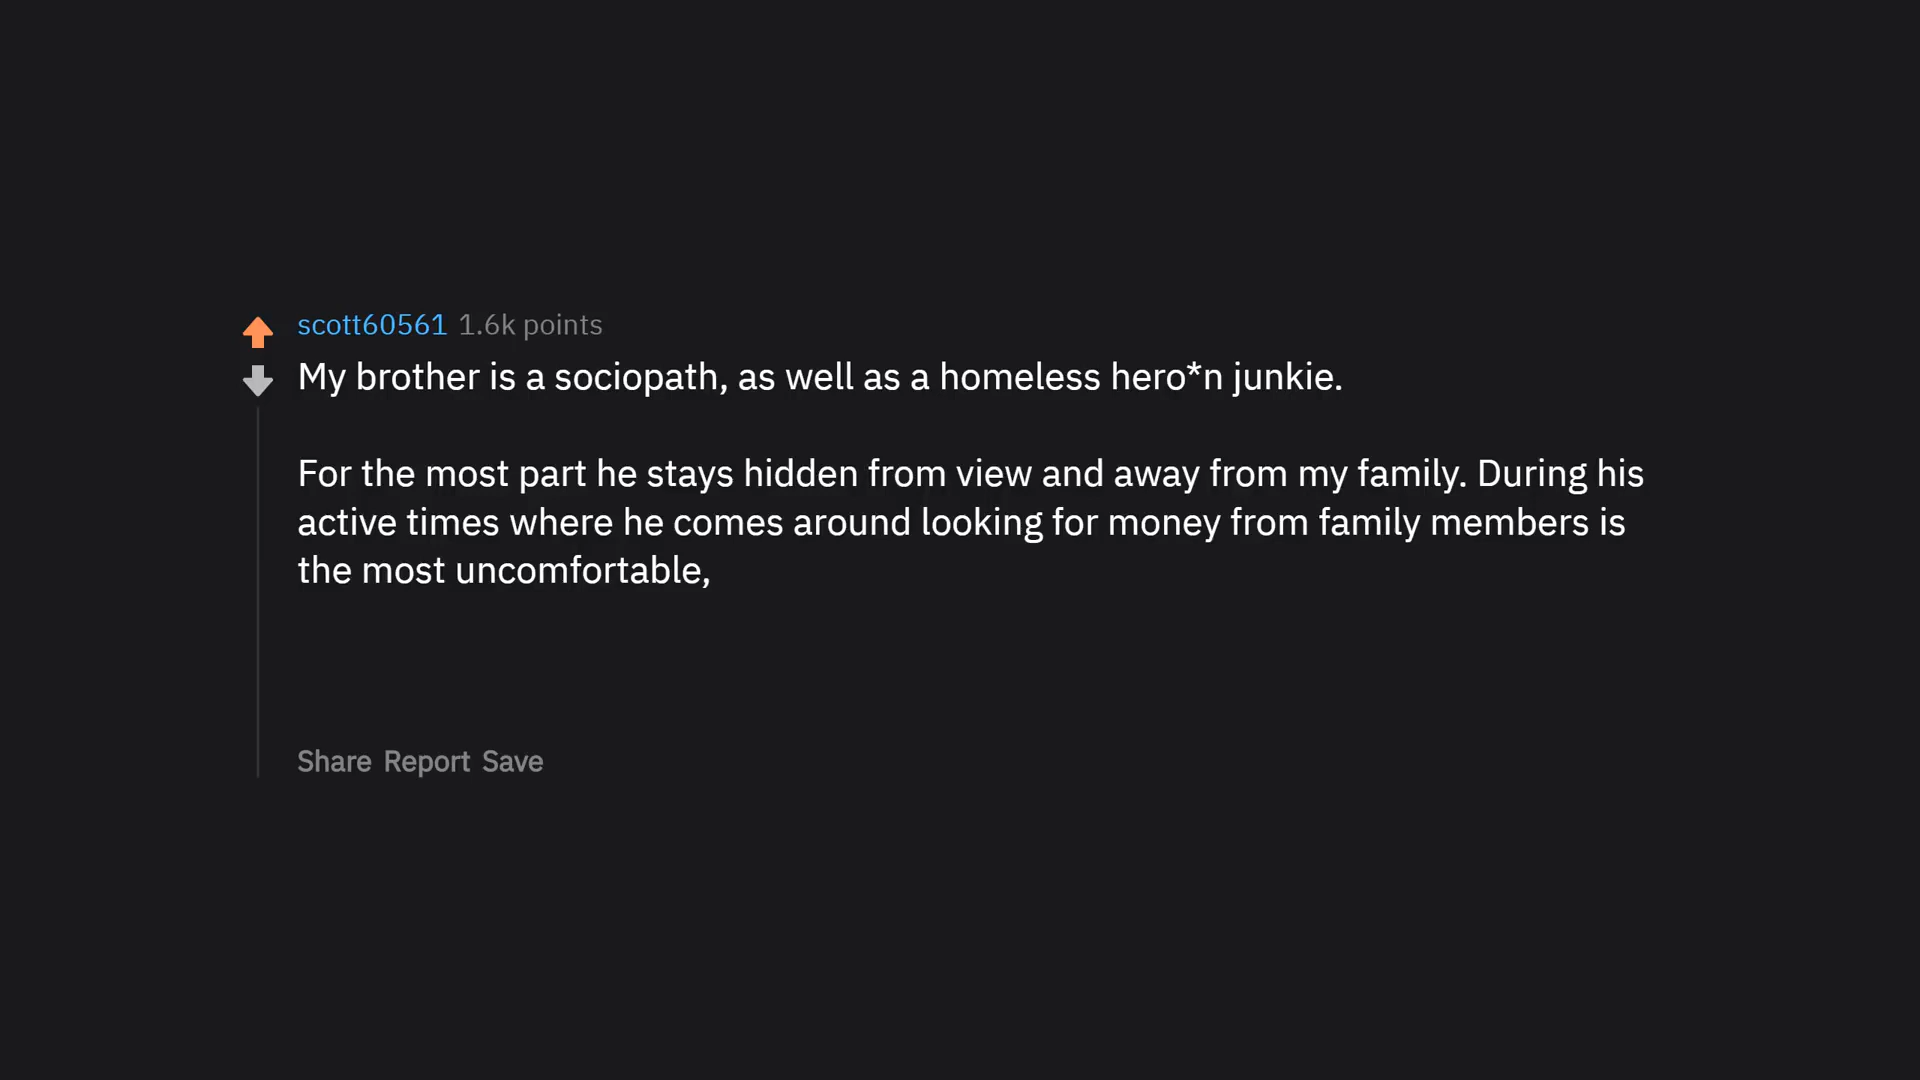 scott60561 1.6k points
My brother is a sociopath, as well as a homeless hero*n junkie.
For the most part he stays hidden from view and away from my family. During his
active times where he comes around looking for money from family members is
the most uncomfortable,
Share Report Save